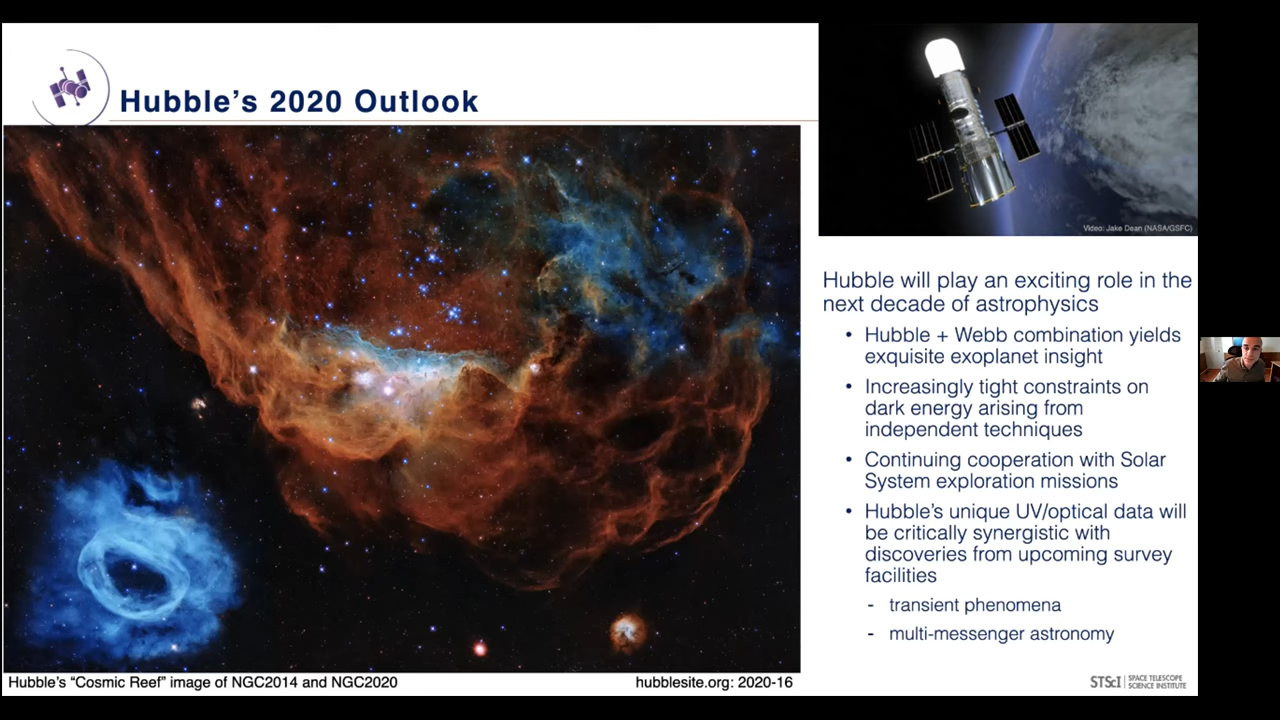 Hubble's 2020 Outlook
Video: Jake Dean (NASA/GSFC)
Hubble will play an exciting role in the
next decade of astrophysics
• Hubble + Webb combination yields
exquisite exoplanet insight
• Increasingly tight constraints on
dark energy arising from
independent techniques
• Continuing cooperation with Solar
System exploration missions
• Hubble's unique UV/optical data will
be critically synergistic with
discoveries from upcoming survey
facilities
- transient phenomena
- multi-messenger astronomy
Hubble's "Cosmic Reef" image of NGC2014 and NGC2020
hubblesite.org: 2020-16
STScI | SPACE TELESCOPE
SCIENCE INSTITUTE